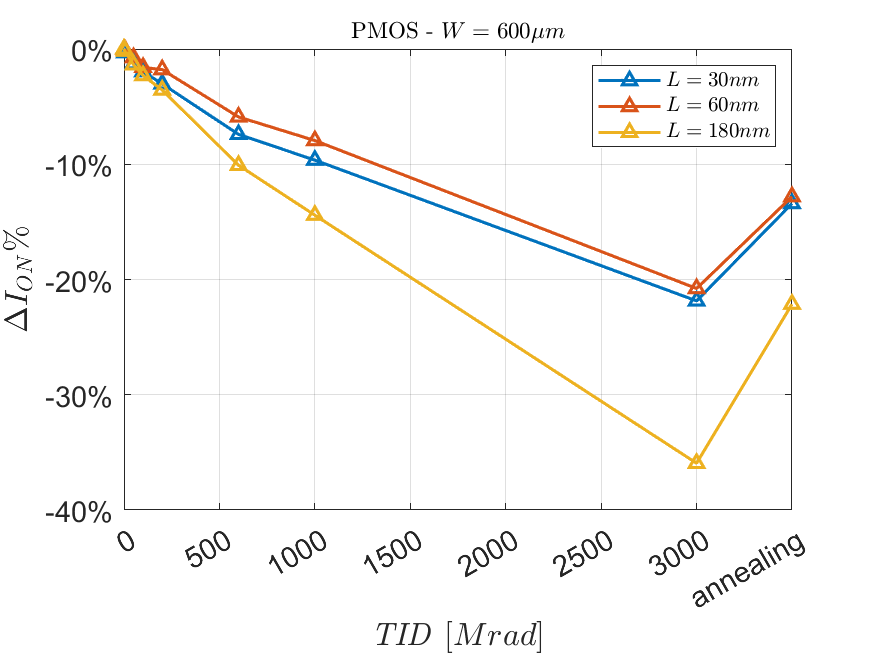 PMOS - W = 600μm
0%
-10%
-20%
-30%
-40%
ΔI_ON%
L = 30nm
L = 60nm
L = 180nm
0
500
1000
1500
2000
2500
3000
annealing
TID [Mrad]